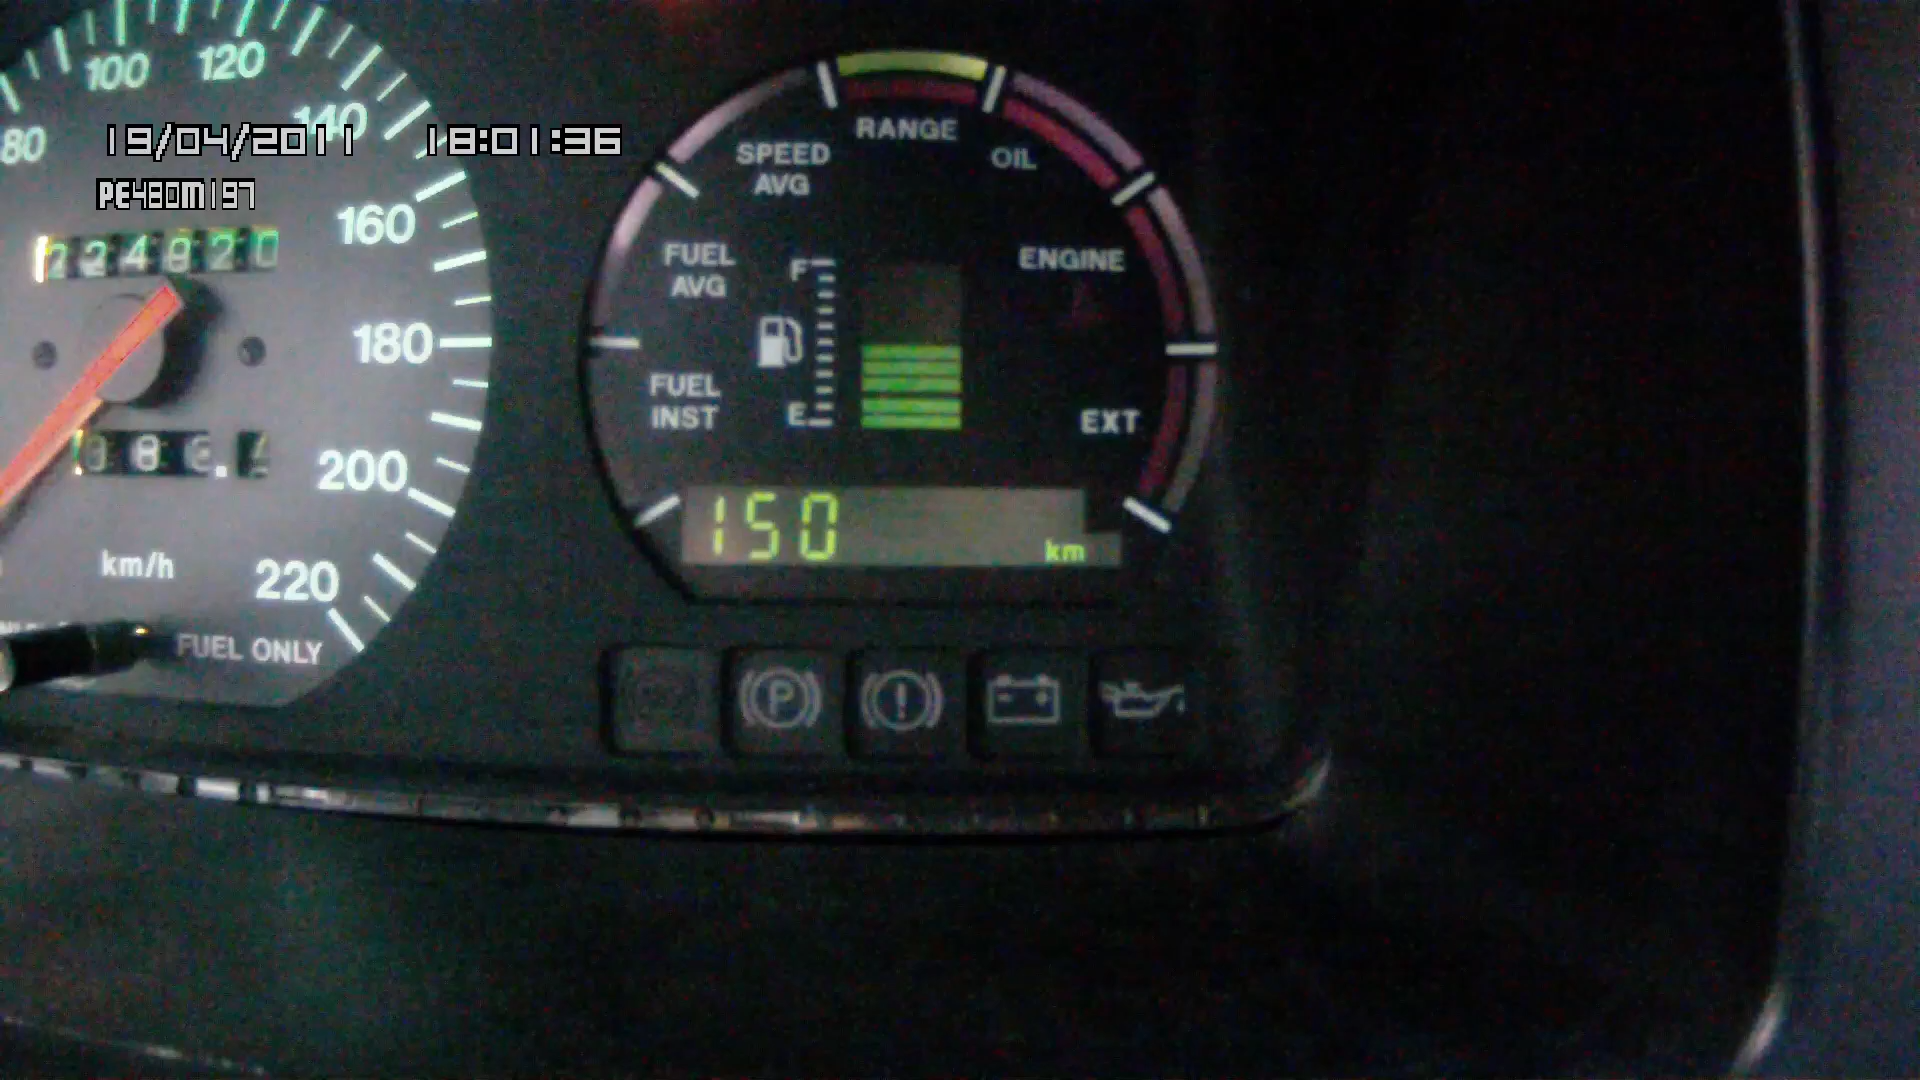 100 120
80 140
19/04/2011 18:01:36
PE480M197
160
224820
180
200
km/h
220
FUEL ONLY
RANGE
SPEED
AVG
OIL
FUEL
AVG
F
ENGINE
FUEL
INST
E
EXT
150 km
P
!